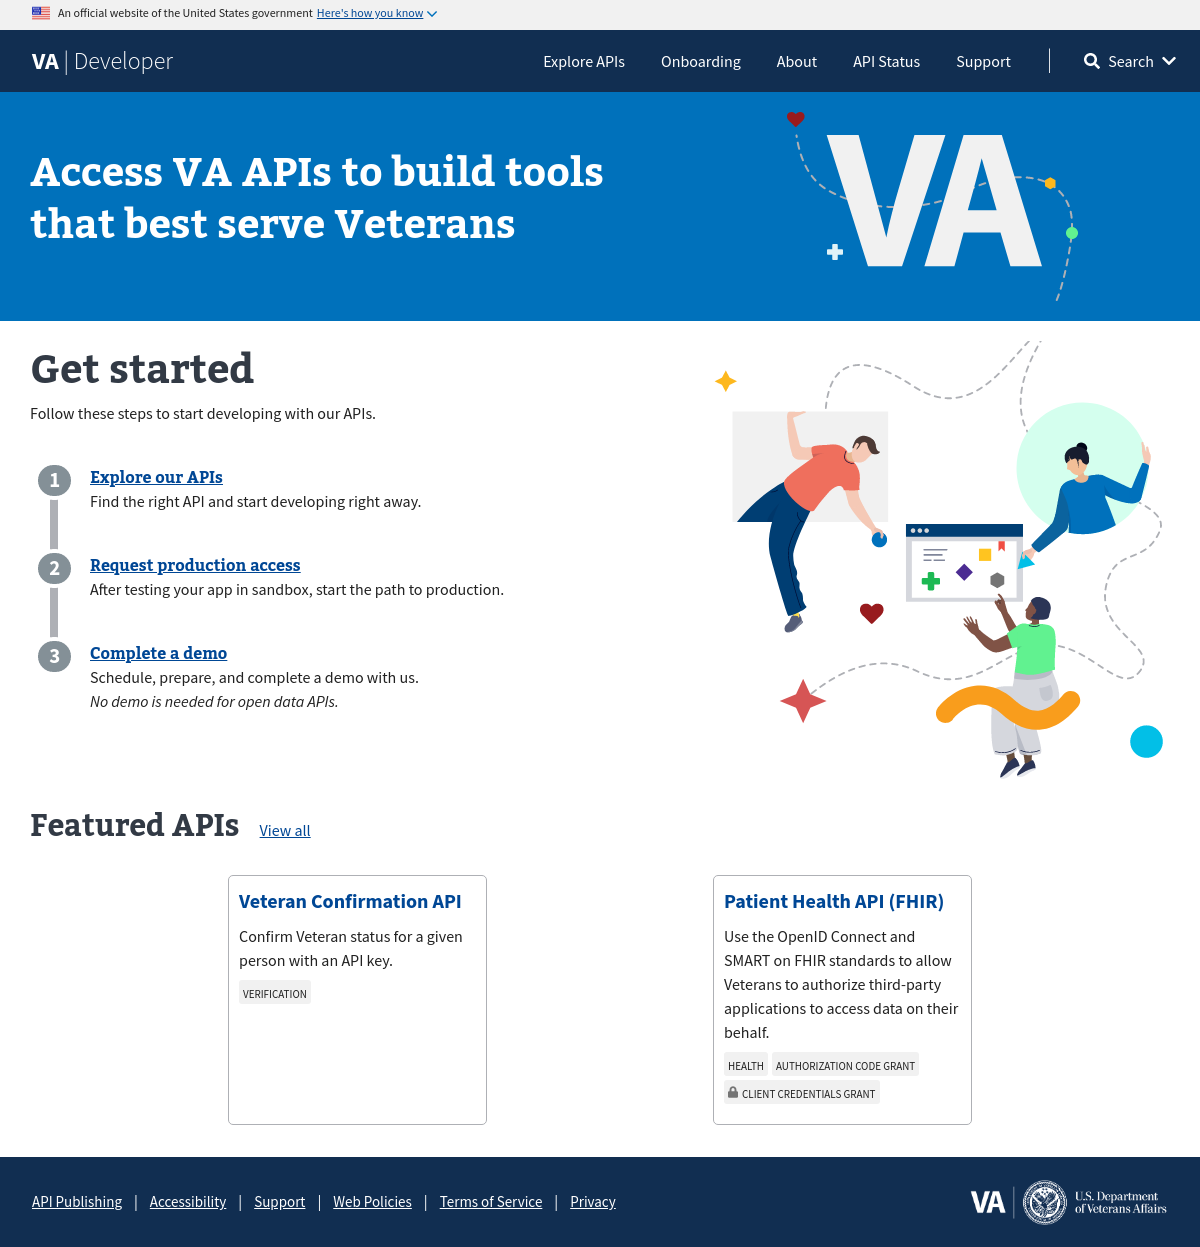 An official website of the United States government Here's how you know
VA | Developer
Explore APIs
Onboarding
About
API Status
Support
Search
Access VA APIs to build tools
that best serve Veterans
VA
Get started
Follow these steps to start developing with our APIs.
1
Explore our APIs
Find the right API and start developing right away.
2
Request production access
After testing your app in sandbox, start the path to production.
3
Complete a demo
Schedule, prepare, and complete a demo with us.
No demo is needed for open data APIs.
Featured APIs View all
Veteran Confirmation API
Confirm Veteran status for a given
person with an API key.
VERIFICATION
Patient Health API (FHIR)
Use the OpenID Connect and
SMART on FHIR standards to allow
Veterans to authorize third-party
applications to access data on their
behalf.
HEALTH AUTHORIZATION CODE GRANT
CLIENT CREDENTIALS GRANT
API Publishing | Accessibility | Support | Web Policies | Terms of Service | Privacy
VA
U.S. Department
of Veterans Affairs